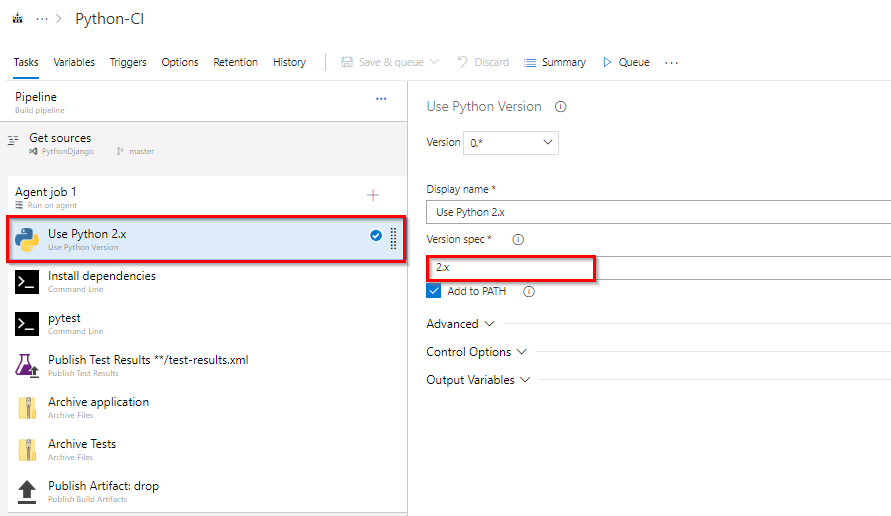 ··· > Python-CI
Tasks Variables Triggers Options Retention History Save & queue Discard Summary Queue ···
Pipeline ···
Build pipeline
Get sources
PythonDjango master
Agent job 1
Run on agent
Use Python 2.x
Use Python Version
Install dependencies
Command Line
pytest
Command Line
Publish Test Results **/test-results.xml
Publish Test Results
Archive application
Archive Files
Archive Tests
Archive Files
Publish Artifact: drop
Publish Build Artifacts
Use Python Version
Version 0.*
Display name *
Use Python 2.x
Version spec *
2.x
Add to PATH
Advanced
Control Options
Output Variables